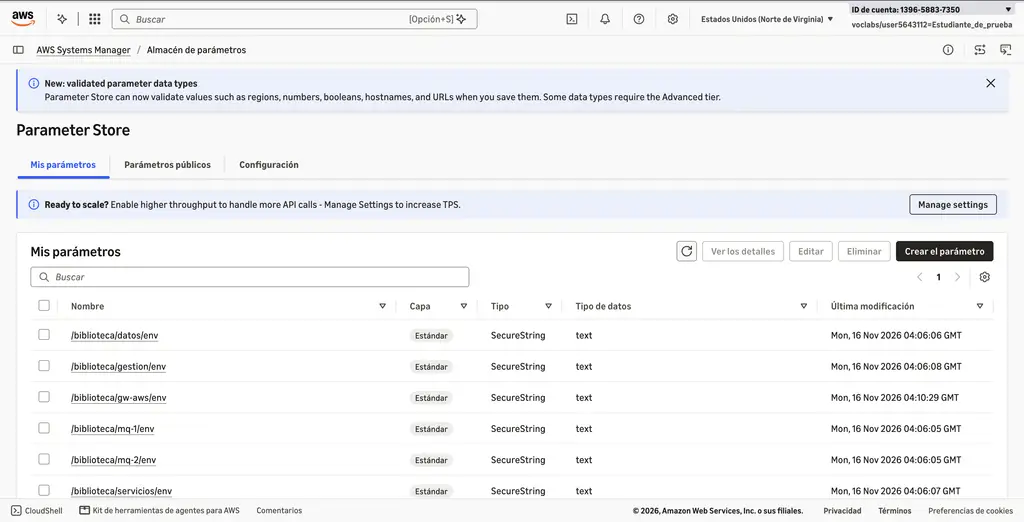 aws
Buscar
[Opción+S]
Estados Unidos (Norte de Virginia) ▼
ID de cuenta: 1396-5883-7350
voclabs/user5643112=Estudiante_de_prueba
AWS Systems Manager / Almacén de parámetros
New: validated parameter data types
Parameter Store can now validate values such as regions, numbers, booleans, hostnames, and URLs when you save them. Some data types require the Advanced tier.
Parameter Store
Mis parámetros
Parámetros públicos
Configuración
Ready to scale? Enable higher throughput to handle more API calls - Manage Settings to increase TPS.
Manage settings
Mis parámetros
Ver los detalles
Editar
Eliminar
Crear el parámetro
Buscar
1
Nombre Capa Tipo Tipo de datos Última modificación
/biblioteca/datos/env Estándar SecureString text Mon, 16 Nov 2026 04:06:06 GMT
/biblioteca/gestion/env Estándar SecureString text Mon, 16 Nov 2026 04:06:08 GMT
/biblioteca/gw-aws/env Estándar SecureString text Mon, 16 Nov 2026 04:10:29 GMT
/biblioteca/mq-1/env Estándar SecureString text Mon, 16 Nov 2026 04:06:05 GMT
/biblioteca/mq-2/env Estándar SecureString text Mon, 16 Nov 2026 04:06:05 GMT
/biblioteca/servicios/env Estándar SecureString text Mon, 16 Nov 2026 04:06:07 GMT
CloudShell
Kit de herramientas de agentes para AWS
Comentarios
© 2026, Amazon Web Services, Inc. o sus filiales.
Privacidad
Términos
Preferencias de cookies